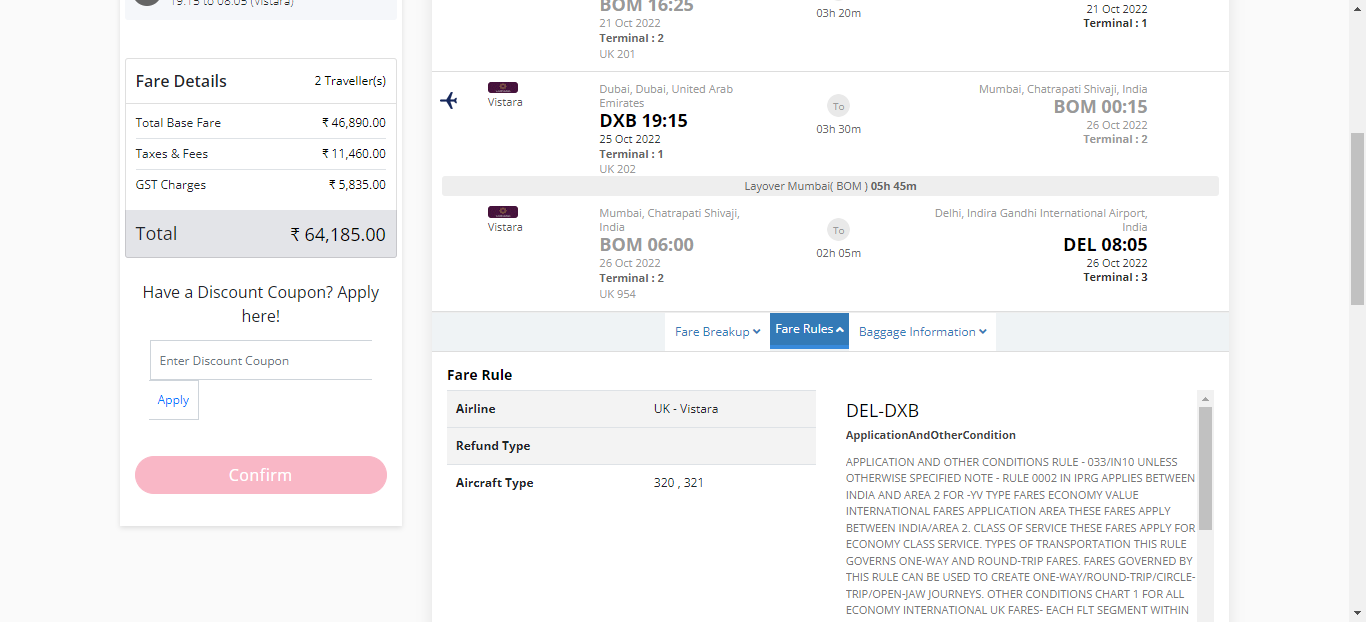 19:15 to 08:05 (Vistara)
Fare Details 2 Traveller(s)
Total Base Fare ₹ 46,890.00
Taxes & Fees ₹ 11,460.00
GST Charges ₹ 5,835.00
Total ₹ 64,185.00
Have a Discount Coupon? Apply
here!
Enter Discount Coupon
Apply
Confirm
BOM 16:25
21 Oct 2022
Terminal : 2
UK 201
03h 20m
21 Oct 2022
Terminal : 1
Vistara
Dubai, Dubai, United Arab
Emirates
DXB 19:15
25 Oct 2022
Terminal : 1
UK 202
To
03h 30m
Mumbai, Chatrapati Shivaji, India
BOM 00:15
26 Oct 2022
Terminal : 2
Layover Mumbai( BOM ) 05h 45m
Vistara
Mumbai, Chatrapati Shivaji,
India
BOM 06:00
26 Oct 2022
Terminal : 2
UK 954
To
02h 05m
Delhi, Indira Gandhi International Airport,
India
DEL 08:05
26 Oct 2022
Terminal : 3
Fare Breakup Fare Rules Baggage Information
Fare Rule
Airline UK - Vistara
Refund Type
Aircraft Type 320 , 321
DEL-DXB
ApplicationAndOtherCondition
APPLICATION AND OTHER CONDITIONS RULE - 033/IN10 UNLESS
OTHERWISE SPECIFIED NOTE - RULE 0002 IN IPRG APPLIES BETWEEN
INDIA AND AREA 2 FOR -YV TYPE FARES ECONOMY VALUE
INTERNATIONAL FARES APPLICATION AREA THESE FARES APPLY
BETWEEN INDIA/AREA 2. CLASS OF SERVICE THESE FARES APPLY FOR
ECONOMY CLASS SERVICE. TYPES OF TRANSPORTATION THIS RULE
GOVERNS ONE-WAY AND ROUND-TRIP FARES. FARES GOVERNED BY
THIS RULE CAN BE USED TO CREATE ONE-WAY/ROUND-TRIP/CIRCLE-
TRIP/OPEN-JAW JOURNEYS. OTHER CONDITIONS CHART 1 FOR ALL
ECONOMY INTERNATIONAL UK FARES- EACH FLT SEGMENT WITHIN